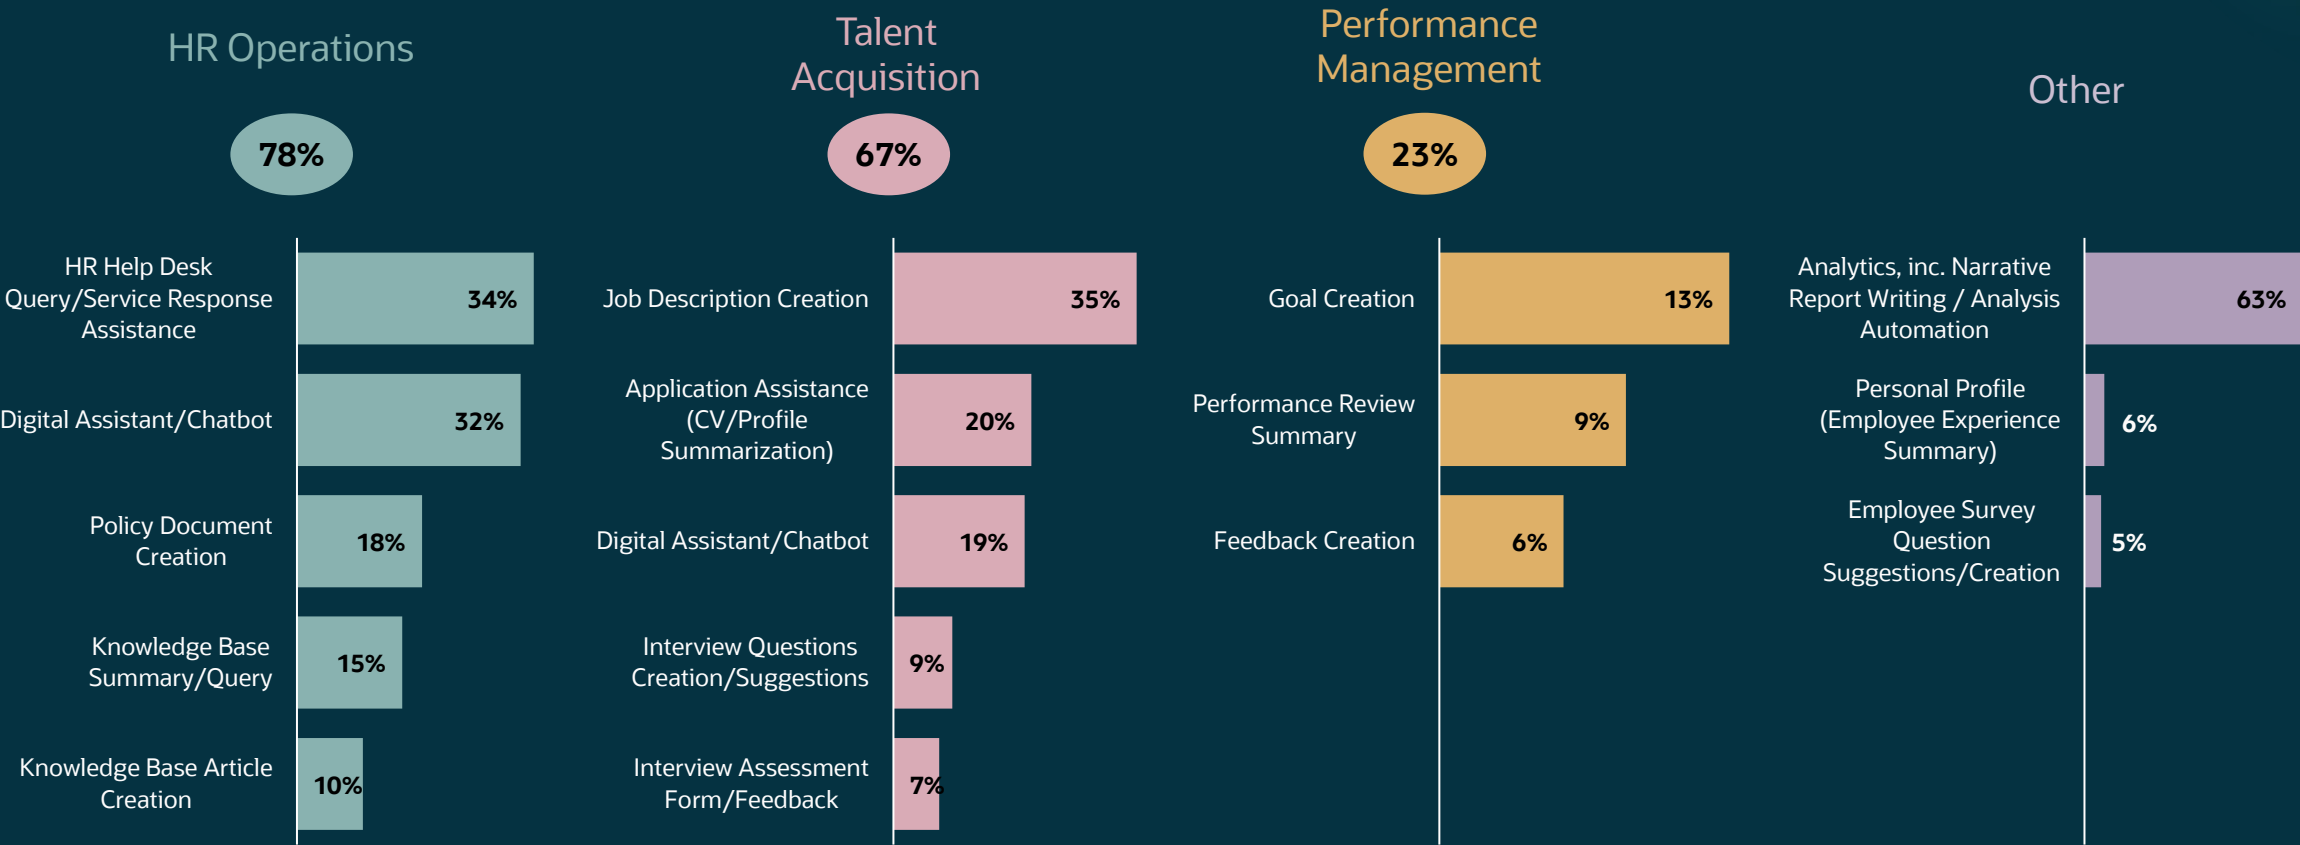 HR Operations
78%
HR Help Desk
Query/Service Response
Assistance
34%
Digital Assistant/Chatbot
32%
Policy Document
Creation
18%
Knowledge Base
Summary/Query
15%
Knowledge Base Article
Creation
10%
Talent
Acquisition
67%
Job Description Creation
35%
Application Assistance
(CV/Profile
Summarization)
20%
Digital Assistant/Chatbot
19%
Interview Questions
Creation/Suggestions
9%
Interview Assessment
Form/Feedback
7%
Performance
Management
23%
Goal Creation
13%
Performance Review
Summary
9%
Feedback Creation
6%
Other
Analytics, inc. Narrative
Report Writing / Analysis
Automation
63%
Personal Profile
(Employee Experience
Summary)
6%
Employee Survey
Question
Suggestions/Creation
5%